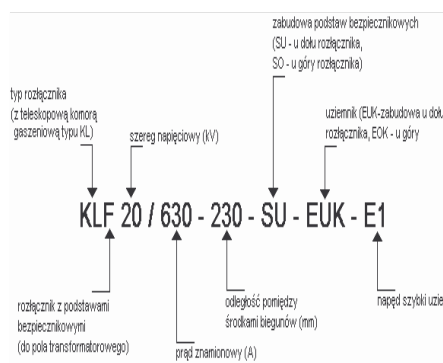 zabudowa podstaw bezpiecznikowych
(SU - u dołu rozłącznika,
SO - u góry rozłącznika)
typ rozłącznika
(z teleskopową komorą
gaszeniową typu KL)
szereg napięciowy (kV)
uziemnik (EUK-zabudowa u dołu
rozłącznika, EOK - u góry
KLF 20 / 630 - 230 - SU - EUK - E1
rozłącznik z podstawami
bezpiecznikowymi
(do pola transformatorowego)
prąd znamionowy (A)
odległość pomiędzy
środkami biegunów (mm)
napęd szybki uzie